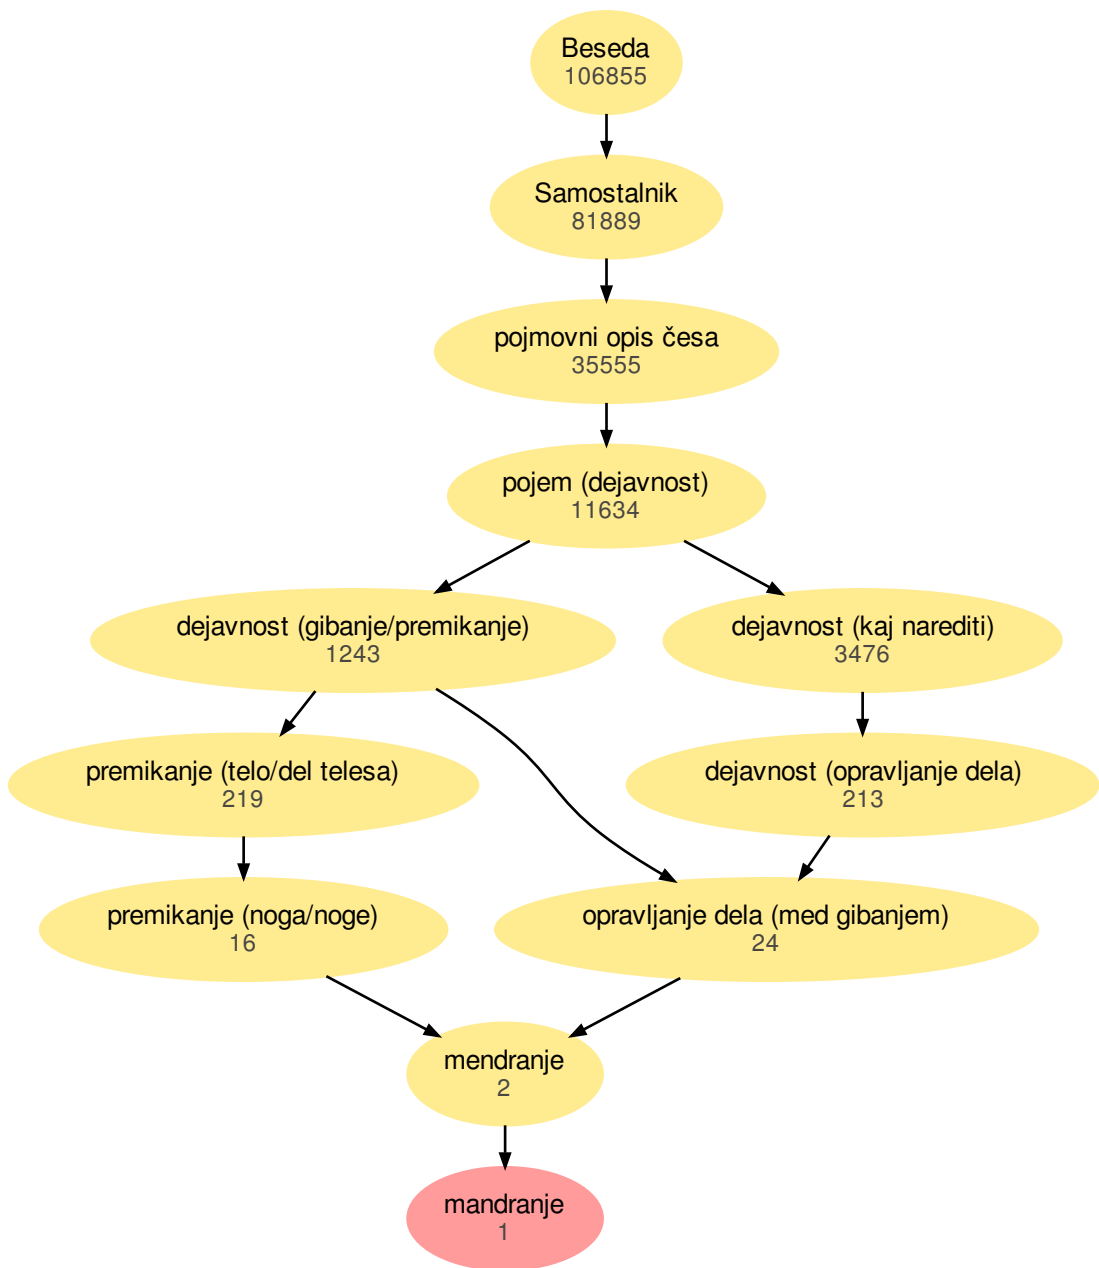 Beseda
106855
Samostalnik
81889
pojmovni opis česa
35555
pojem (dejavnost)
11634
dejavnost (gibanje/premikanje)
1243
dejavnost (kaj narediti)
3476
premikanje (telo/del telesa)
219
dejavnost (opravljanje dela)
213
premikanje (noga/noge)
16
opravljanje dela (med gibanjem)
24
mendranje
2
mandranje
1